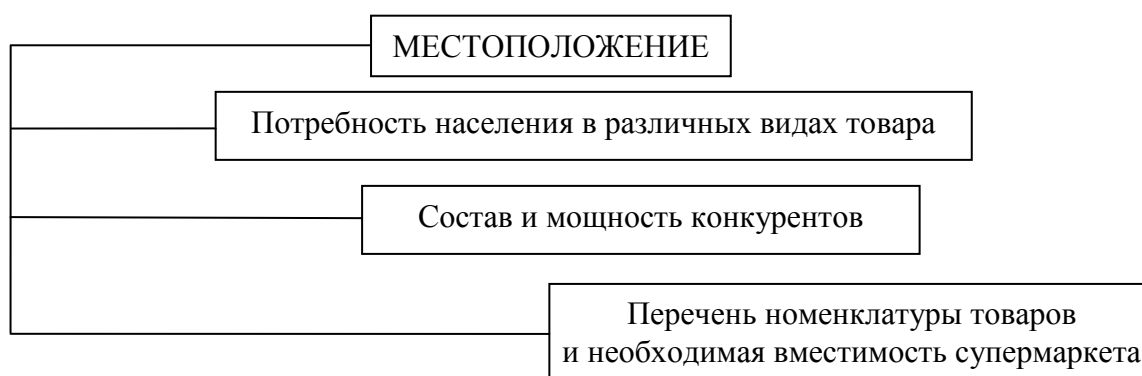 МЕСТОПОЛОЖЕНИЕ
Потребность населения в различных видах товара
Состав и мощность конкурентов
Перечень номенклатуры товаров
и необходимая вместимость супермаркета